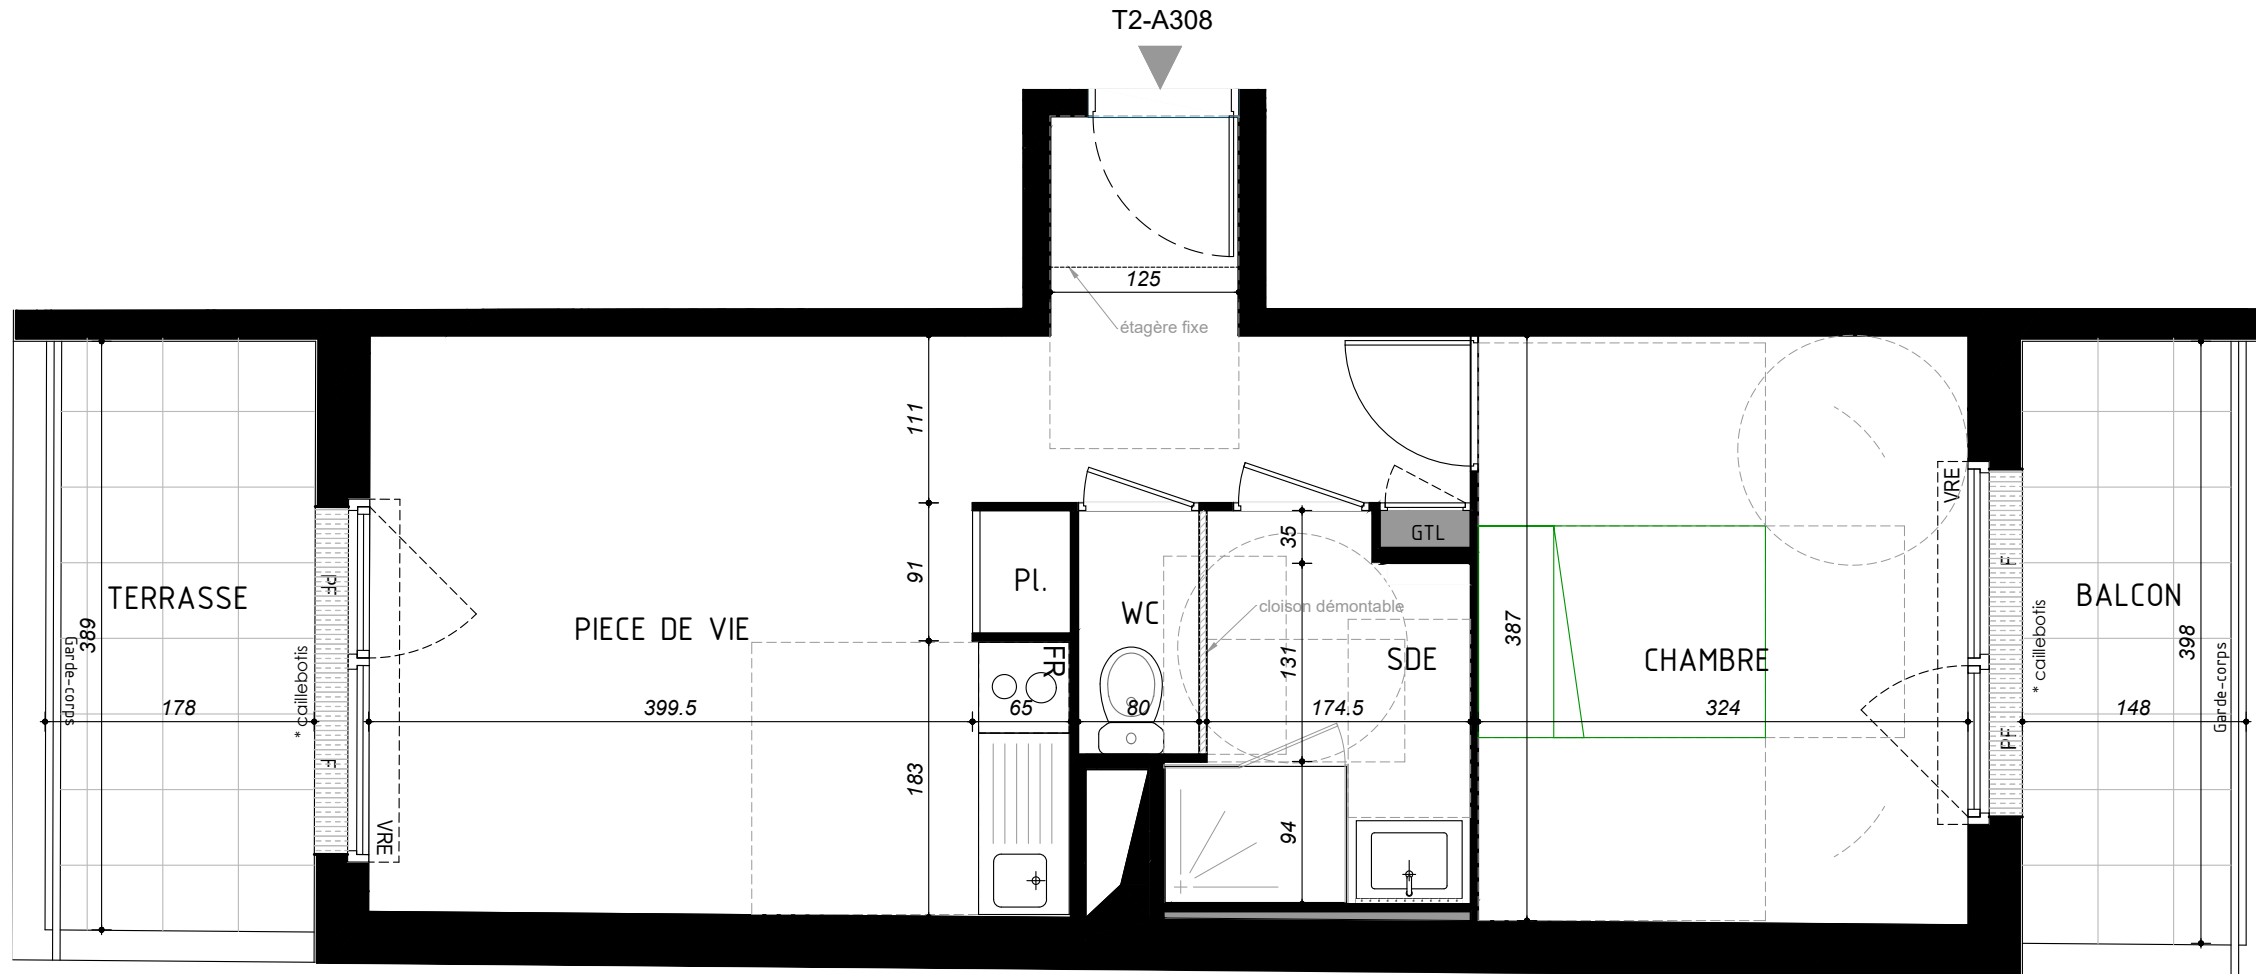 T2-A308
125
étagère fixe
111
91
183
35
131
94
387
389
398
GTL
Pl.
WC
FR
SDE
cloison démontable
TERRASSE
PIECE DE VIE
CHAMBRE
BALCON
178
399.5
65
80
174.5
324
148
Garde-corps
* caillebotis
PF
F
VRE
VRE
F
PF
* caillebotis
Garde-corps